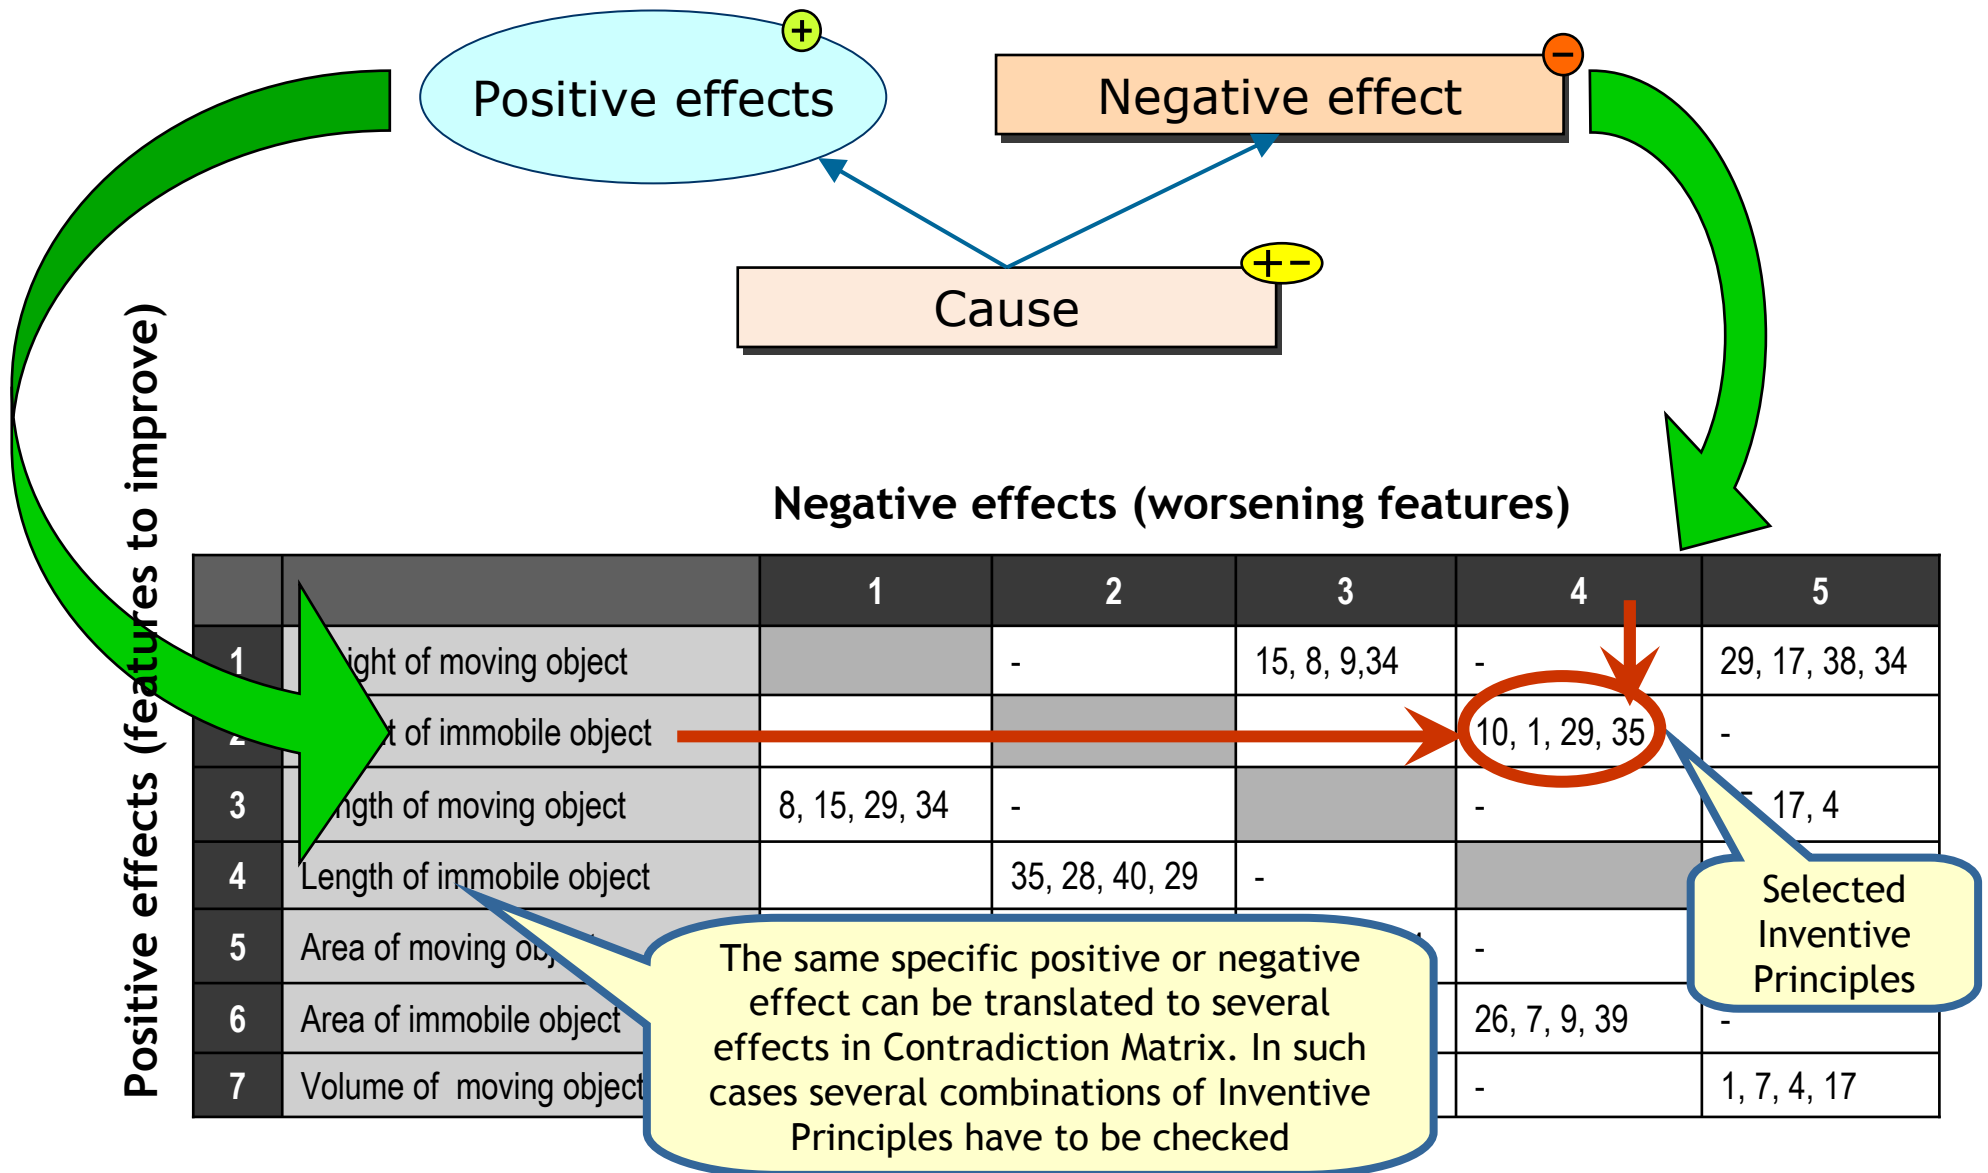 +
Positive effects
−
Negative effect
+−
Cause
Positive effects (features to improve)
Negative effects (worsening features)
1 2 3 4 5
1 ight of moving object - 15, 8, 9,34 - 29, 17, 38, 34
2 t of immobile object 10, 1, 29, 35 -
3 ngth of moving object 8, 15, 29, 34 - - 17, 4
4 Length of immobile object 35, 28, 40, 29 -
5 Area of moving ob -
6 Area of immobile object 26, 7, 9, 39 -
7 Volume of moving object - 1, 7, 4, 17
Selected
Inventive
Principles
The same specific positive or negative
effect can be translated to several
effects in Contradiction Matrix. In such
cases several combinations of Inventive
Principles have to be checked